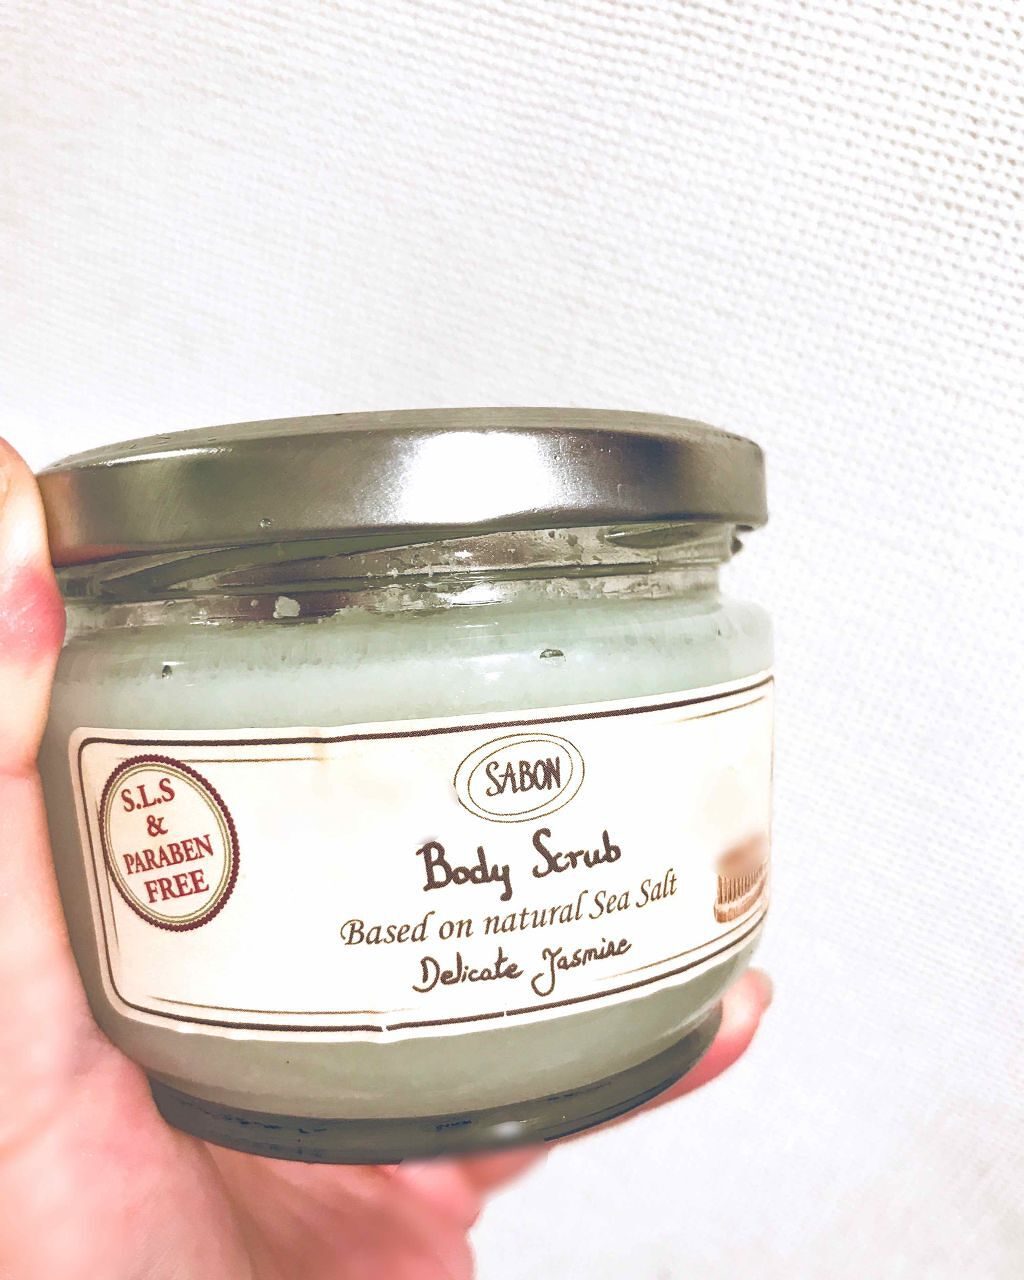 S.L.S
&
PARABEN
FREE
SABON
Body Scrub
Based on natural Sea Salt
Delicate Jasmine